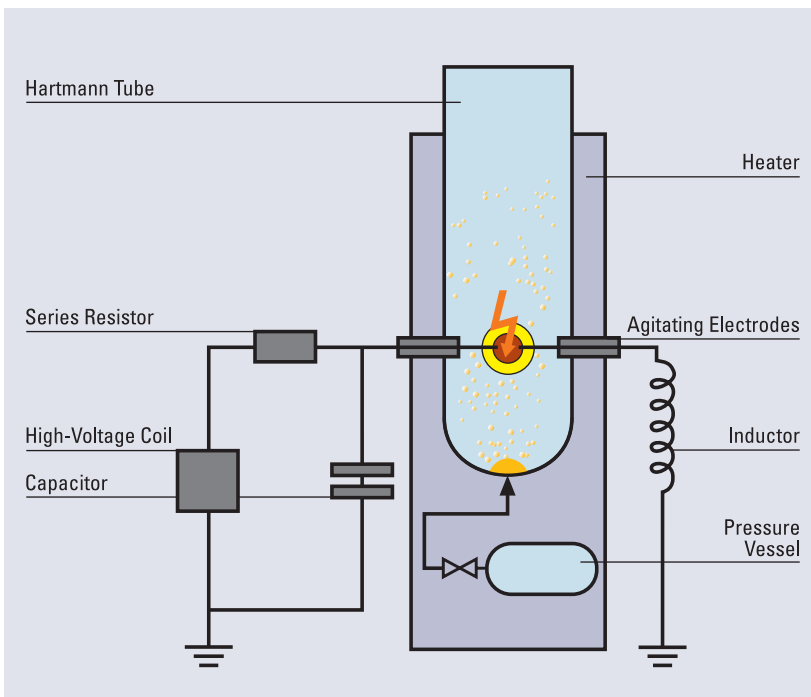 Hartmann Tube
Heater
Series Resistor
Agitating Electrodes
High-Voltage Coil
Inductor
Capacitor
Pressure
Vessel